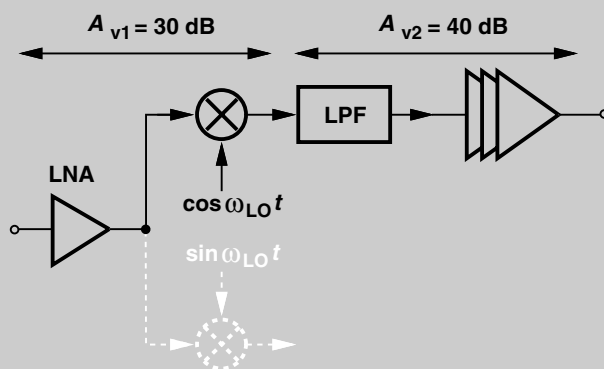 A v1 = 30 dB
A v2 = 40 dB
LPF
LNA
cos ω LO t
sin ω LO t